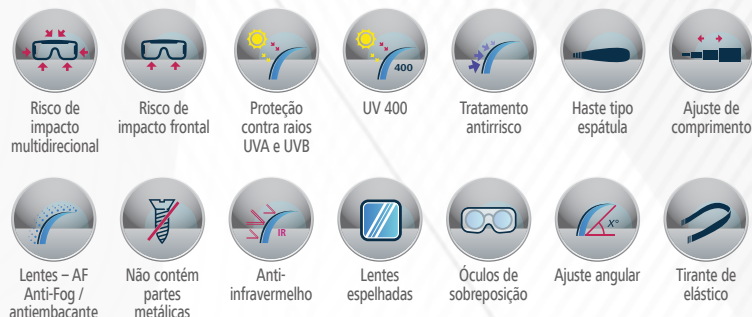 Risco de
impacto
multidirecional
Risco de
impacto frontal
Proteção
contra raios
UVA e UVB
400
UV 400
Tratamento
antirrisco
Haste tipo
espátula
Ajuste de
comprimento
Lentes – AF
Anti-Fog /
antiembaçante
Não contém
partes
metálicas
IR
Anti-
infravermelho
Lentes
espelhadas
Óculos de
sobreposição
X°
Ajuste angular
Tirante de
elástico